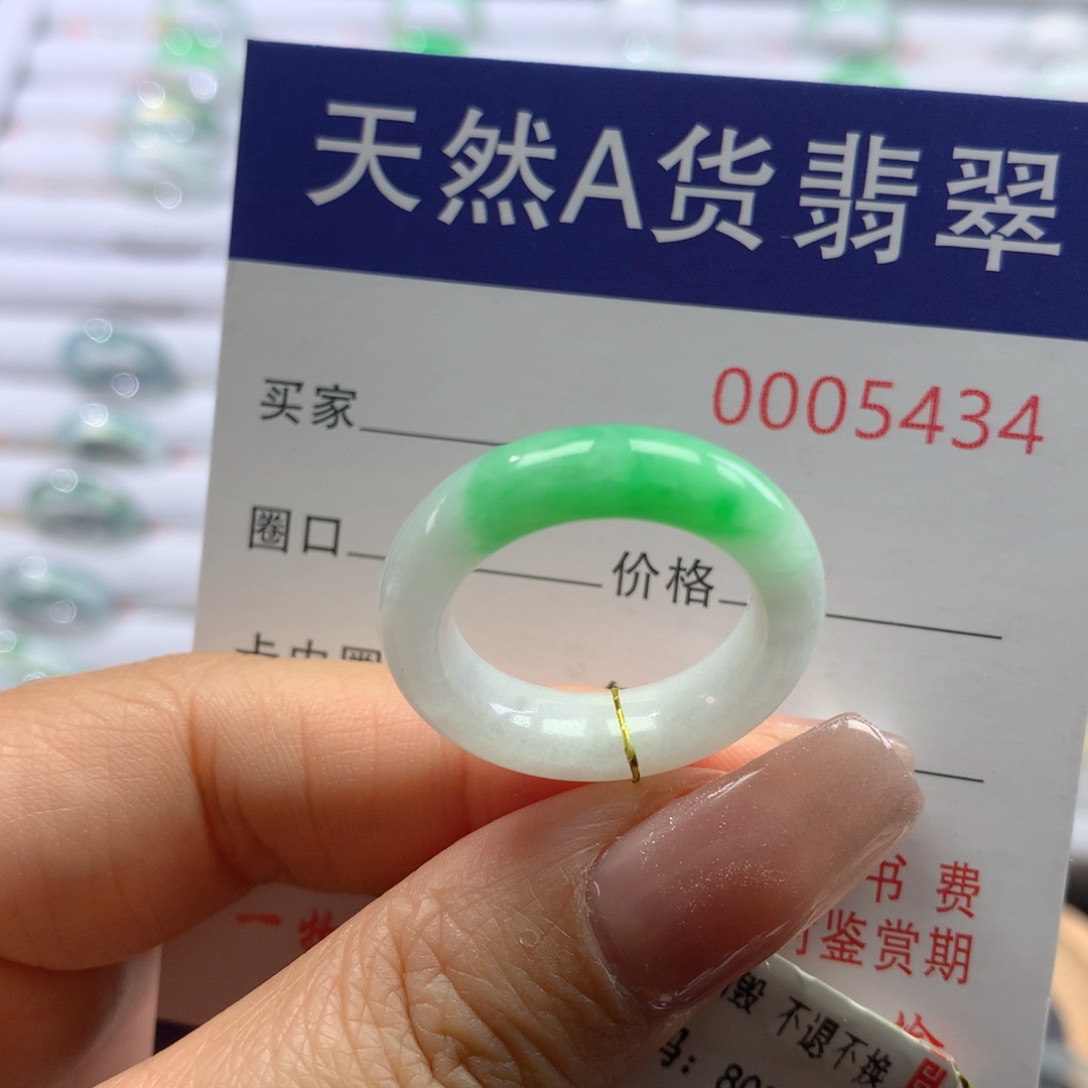 天然A货翡翠
0005434
买家
圈口
价格
书 费
鉴赏期
毁 不退不换